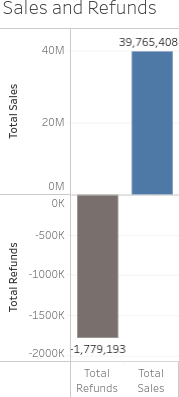 Sales and Refunds
39,765,408
40M
20M
0M
Total Sales
0K
-500K
-1000K
-1500K
-2000K
Total Refunds
-1,779,193
Total Refunds
Total Sales